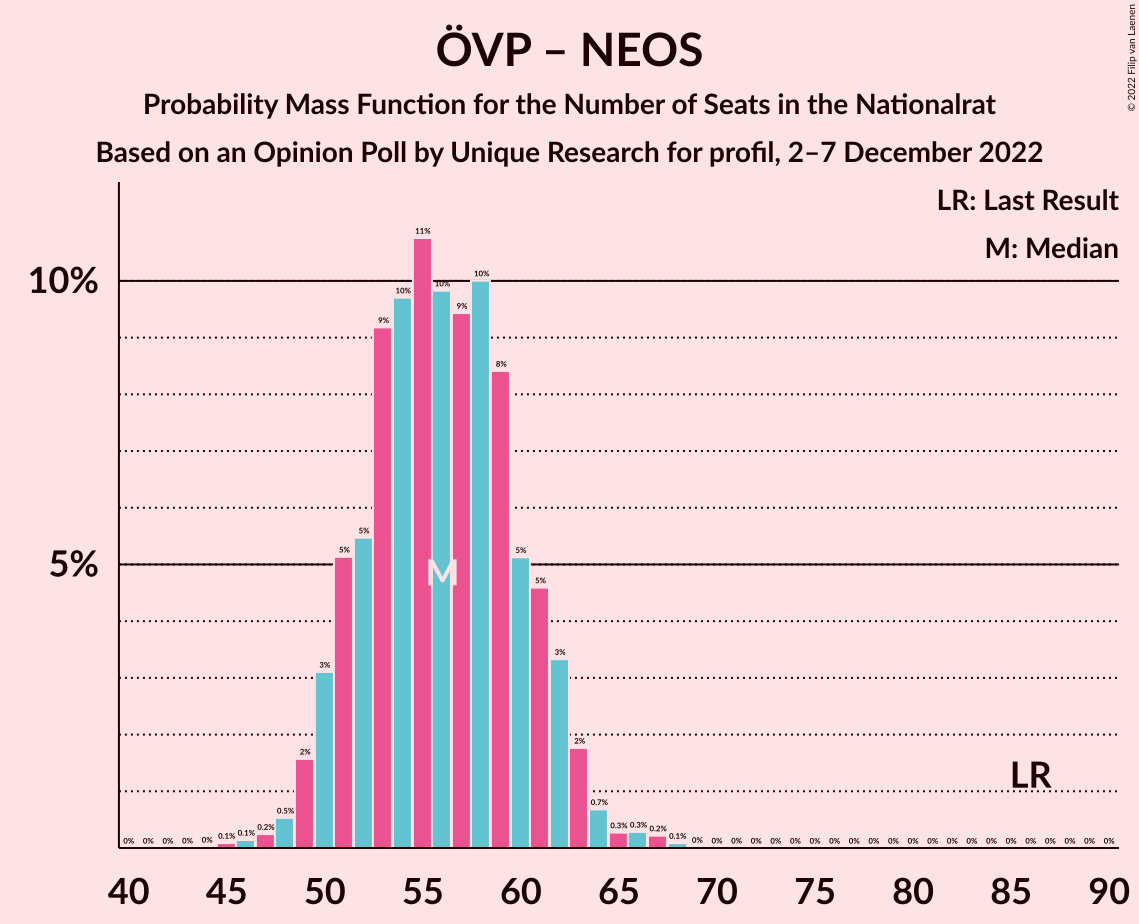 ÖVP – NEOS
Probability Mass Function for the Number of Seats in the Nationalrat
Based on an Opinion Poll by Unique Research for profil, 2–7 December 2022
© 2022 Filip van Laenen
LR: Last Result
M: Median
10%
5%
0% 0% 0% 0% 0% 0.1% 0.1% 0.2% 0.5% 2% 3% 5% 5% 9% 10% 11% 10% 9% 10% 8% 5% 5% 3% 2% 0.7% 0.3% 0.3% 0.2% 0.1% 0% 0% 0% 0% 0% 0% 0% 0% 0% 0% 0% 0% 0% 0% 0% 0% 0% 0% 0% 0% 0% 0%
M
LR
40 45 50 55 60 65 70 75 80 85 90